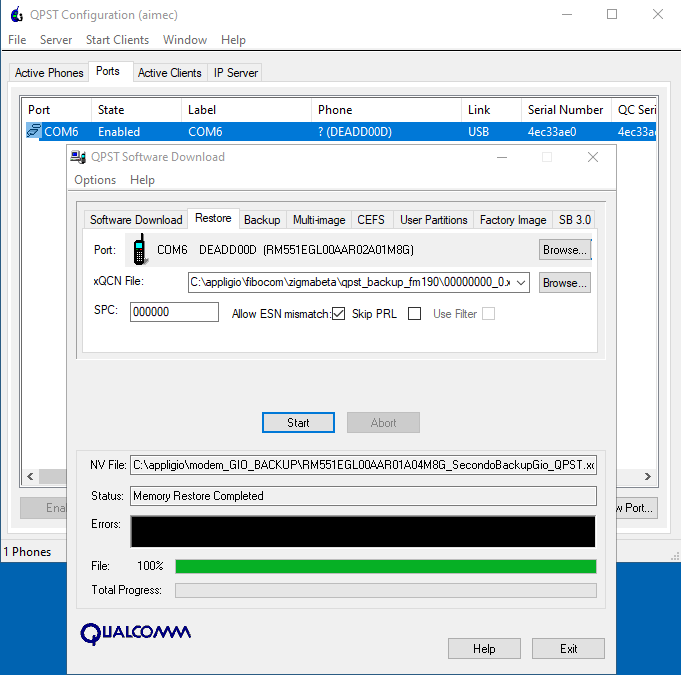 QPST Configuration (aimec)
File Server Start Clients Window Help
Active Phones Ports Active Clients IP Server
Port State Label Phone Link Serial Number QC Seri
COM6 Enabled COM6 ? (DEADD00D) USB 4ec33ae0 4ec33ae
QPST Software Download
Options Help
Software Download Restore Backup Multi-image CEFS User Partitions Factory Image SB 3.0
Port: COM6 DEADD00D (RM551EGL00AAR02A01M8G) Browse...
xQCN File: C:\appligio\fibocom\zigmabeta\qpst_backup_fm190\00000000_0.x Browse...
SPC: 000000 Allow ESN mismatch: Skip PRL Use Filter
Start Abort
NV File: C:\appligio\modem_GIO_BACKUP\RM551EGL00AAR01A04M8G_SecondoBackupGio_QPST.xc
Status: Memory Restore Completed
Ena w Port...
Errors:
1 Phones
File: 100%
Total Progress:
QUALCOMM
Help Exit